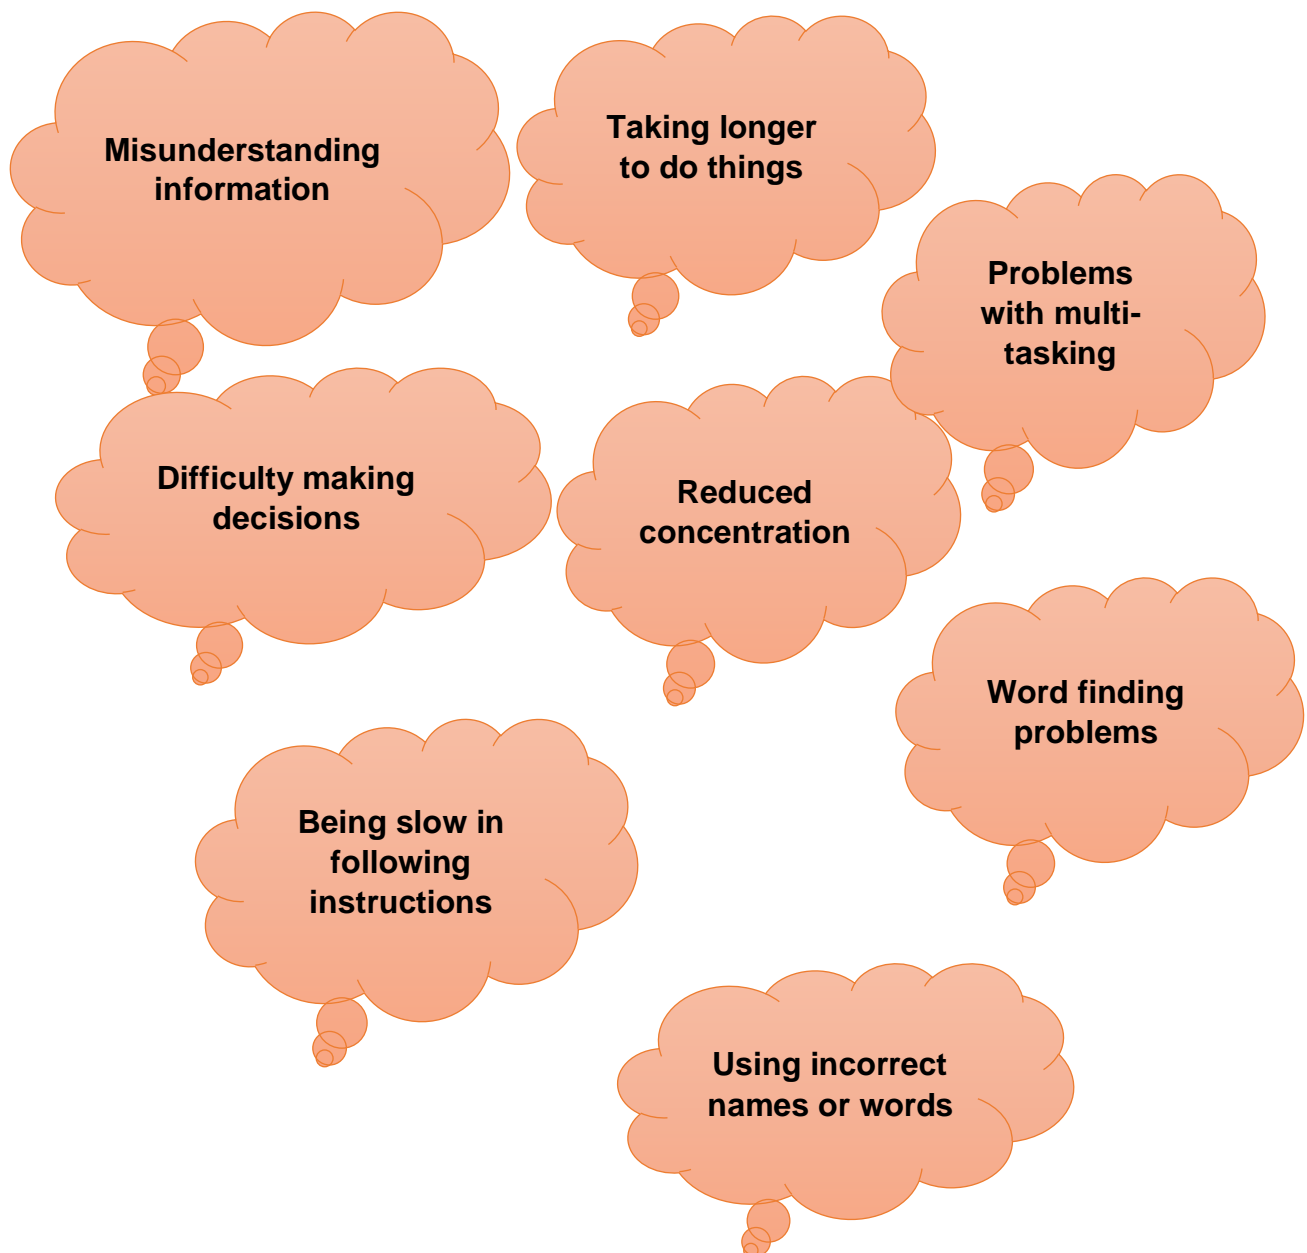 Misunderstanding
information
Taking longer
to do things
Problems
with multi-
tasking
Difficulty making
decisions
Reduced
concentration
Word finding
problems
Being slow in
following
instructions
Using incorrect
names or words